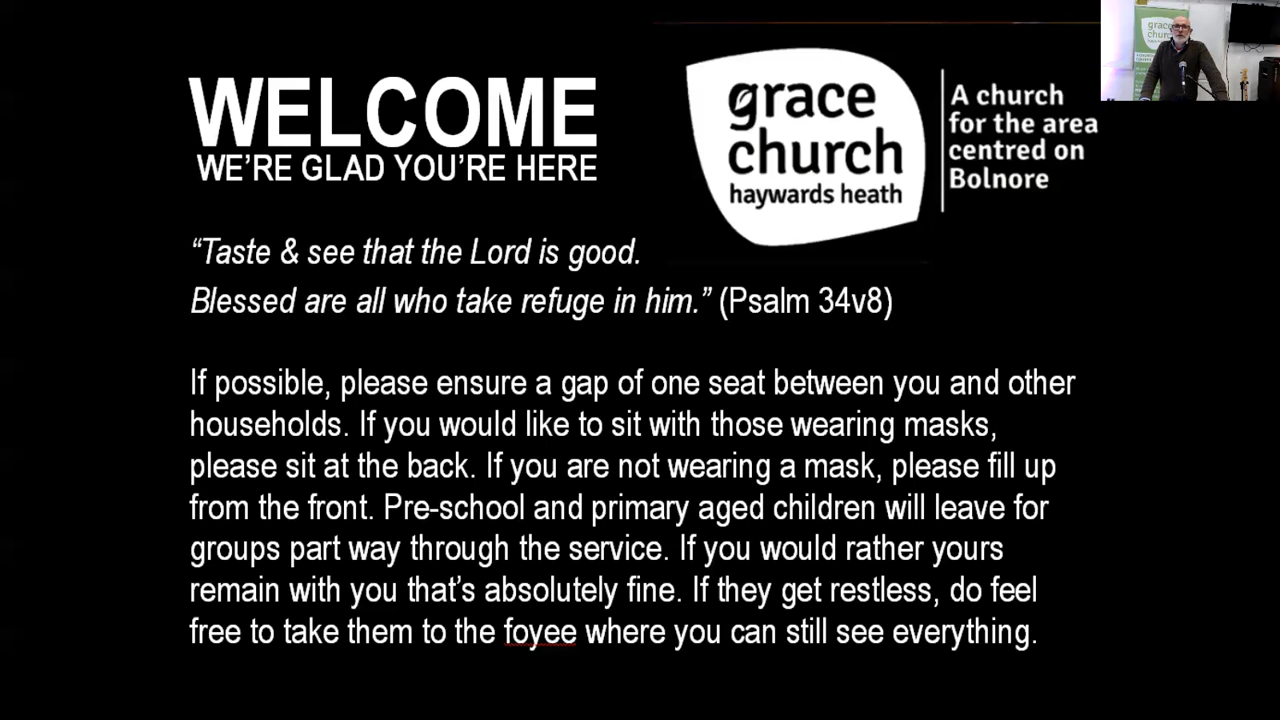 WELCOME
WE'RE GLAD YOU'RE HERE
grace
church
haywards heath
A church
for the area
centred on
Bolnore
“Taste & see that the Lord is good.
Blessed are all who take refuge in him.” (Psalm 34v8)
If possible, please ensure a gap of one seat between you and other
households. If you would like to sit with those wearing masks,
please sit at the back. If you are not wearing a mask, please fill up
from the front. Pre-school and primary aged children will leave for
groups part way through the service. If you would rather yours
remain with you that’s absolutely fine. If they get restless, do feel
free to take them to the foyee where you can still see everything.
grace
church